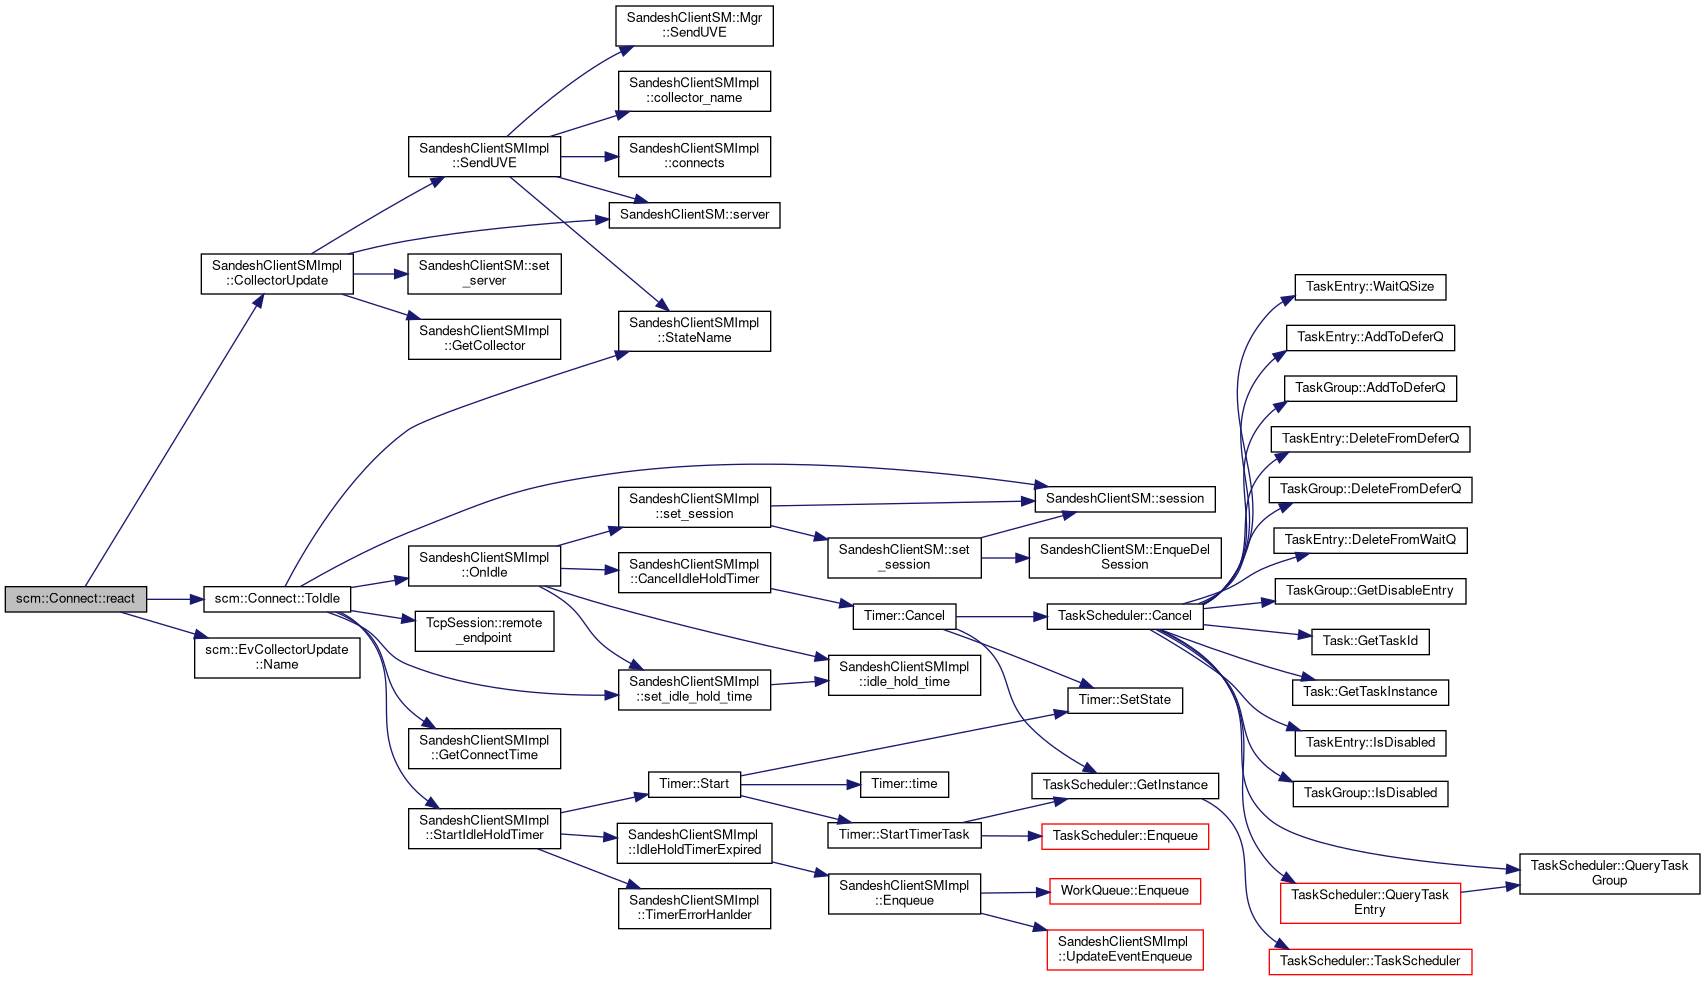 SandeshClientSM::Mgr
::SendUVE
SandeshClientSMImpl
::collector_name
SandeshClientSMImpl
::SendUVE
SandeshClientSMImpl
::connects
SandeshClientSM::server
SandeshClientSMImpl
::CollectorUpdate
SandeshClientSM::set
_server
SandeshClientSMImpl
::GetCollector
SandeshClientSMImpl
::StateName
TaskEntry::WaitQSize
TaskEntry::AddToDeferQ
TaskGroup::AddToDeferQ
TaskEntry::DeleteFromDeferQ
TaskGroup::DeleteFromDeferQ
TaskEntry::DeleteFromWaitQ
TaskGroup::GetDisableEntry
Task::GetTaskId
Task::GetTaskInstance
TaskEntry::IsDisabled
TaskGroup::IsDisabled
SandeshClientSMImpl
::set_session
SandeshClientSM::session
SandeshClientSM::set
_session
SandeshClientSM::EnqueDel
Session
SandeshClientSMImpl
::OnIdle
SandeshClientSMImpl
::CancelIdleHoldTimer
scm::Connect::react
scm::Connect::ToIdle
TcpSession::remote
_endpoint
Timer::Cancel
TaskScheduler::Cancel
scm::EvCollectorUpdate
::Name
SandeshClientSMImpl
::set_idle_hold_time
SandeshClientSMImpl
::idle_hold_time
Timer::SetState
SandeshClientSMImpl
::GetConnectTime
Timer::Start
Timer::time
TaskScheduler::GetInstance
SandeshClientSMImpl
::StartIdleHoldTimer
SandeshClientSMImpl
::IdleHoldTimerExpired
Timer::StartTimerTask
TaskScheduler::Enqueue
SandeshClientSMImpl
::TimerErrorHanlder
SandeshClientSMImpl
::Enqueue
WorkQueue::Enqueue
SandeshClientSMImpl
::UpdateEventEnqueue
TaskScheduler::QueryTask
Entry
TaskScheduler::QueryTask
Group
TaskScheduler::TaskScheduler